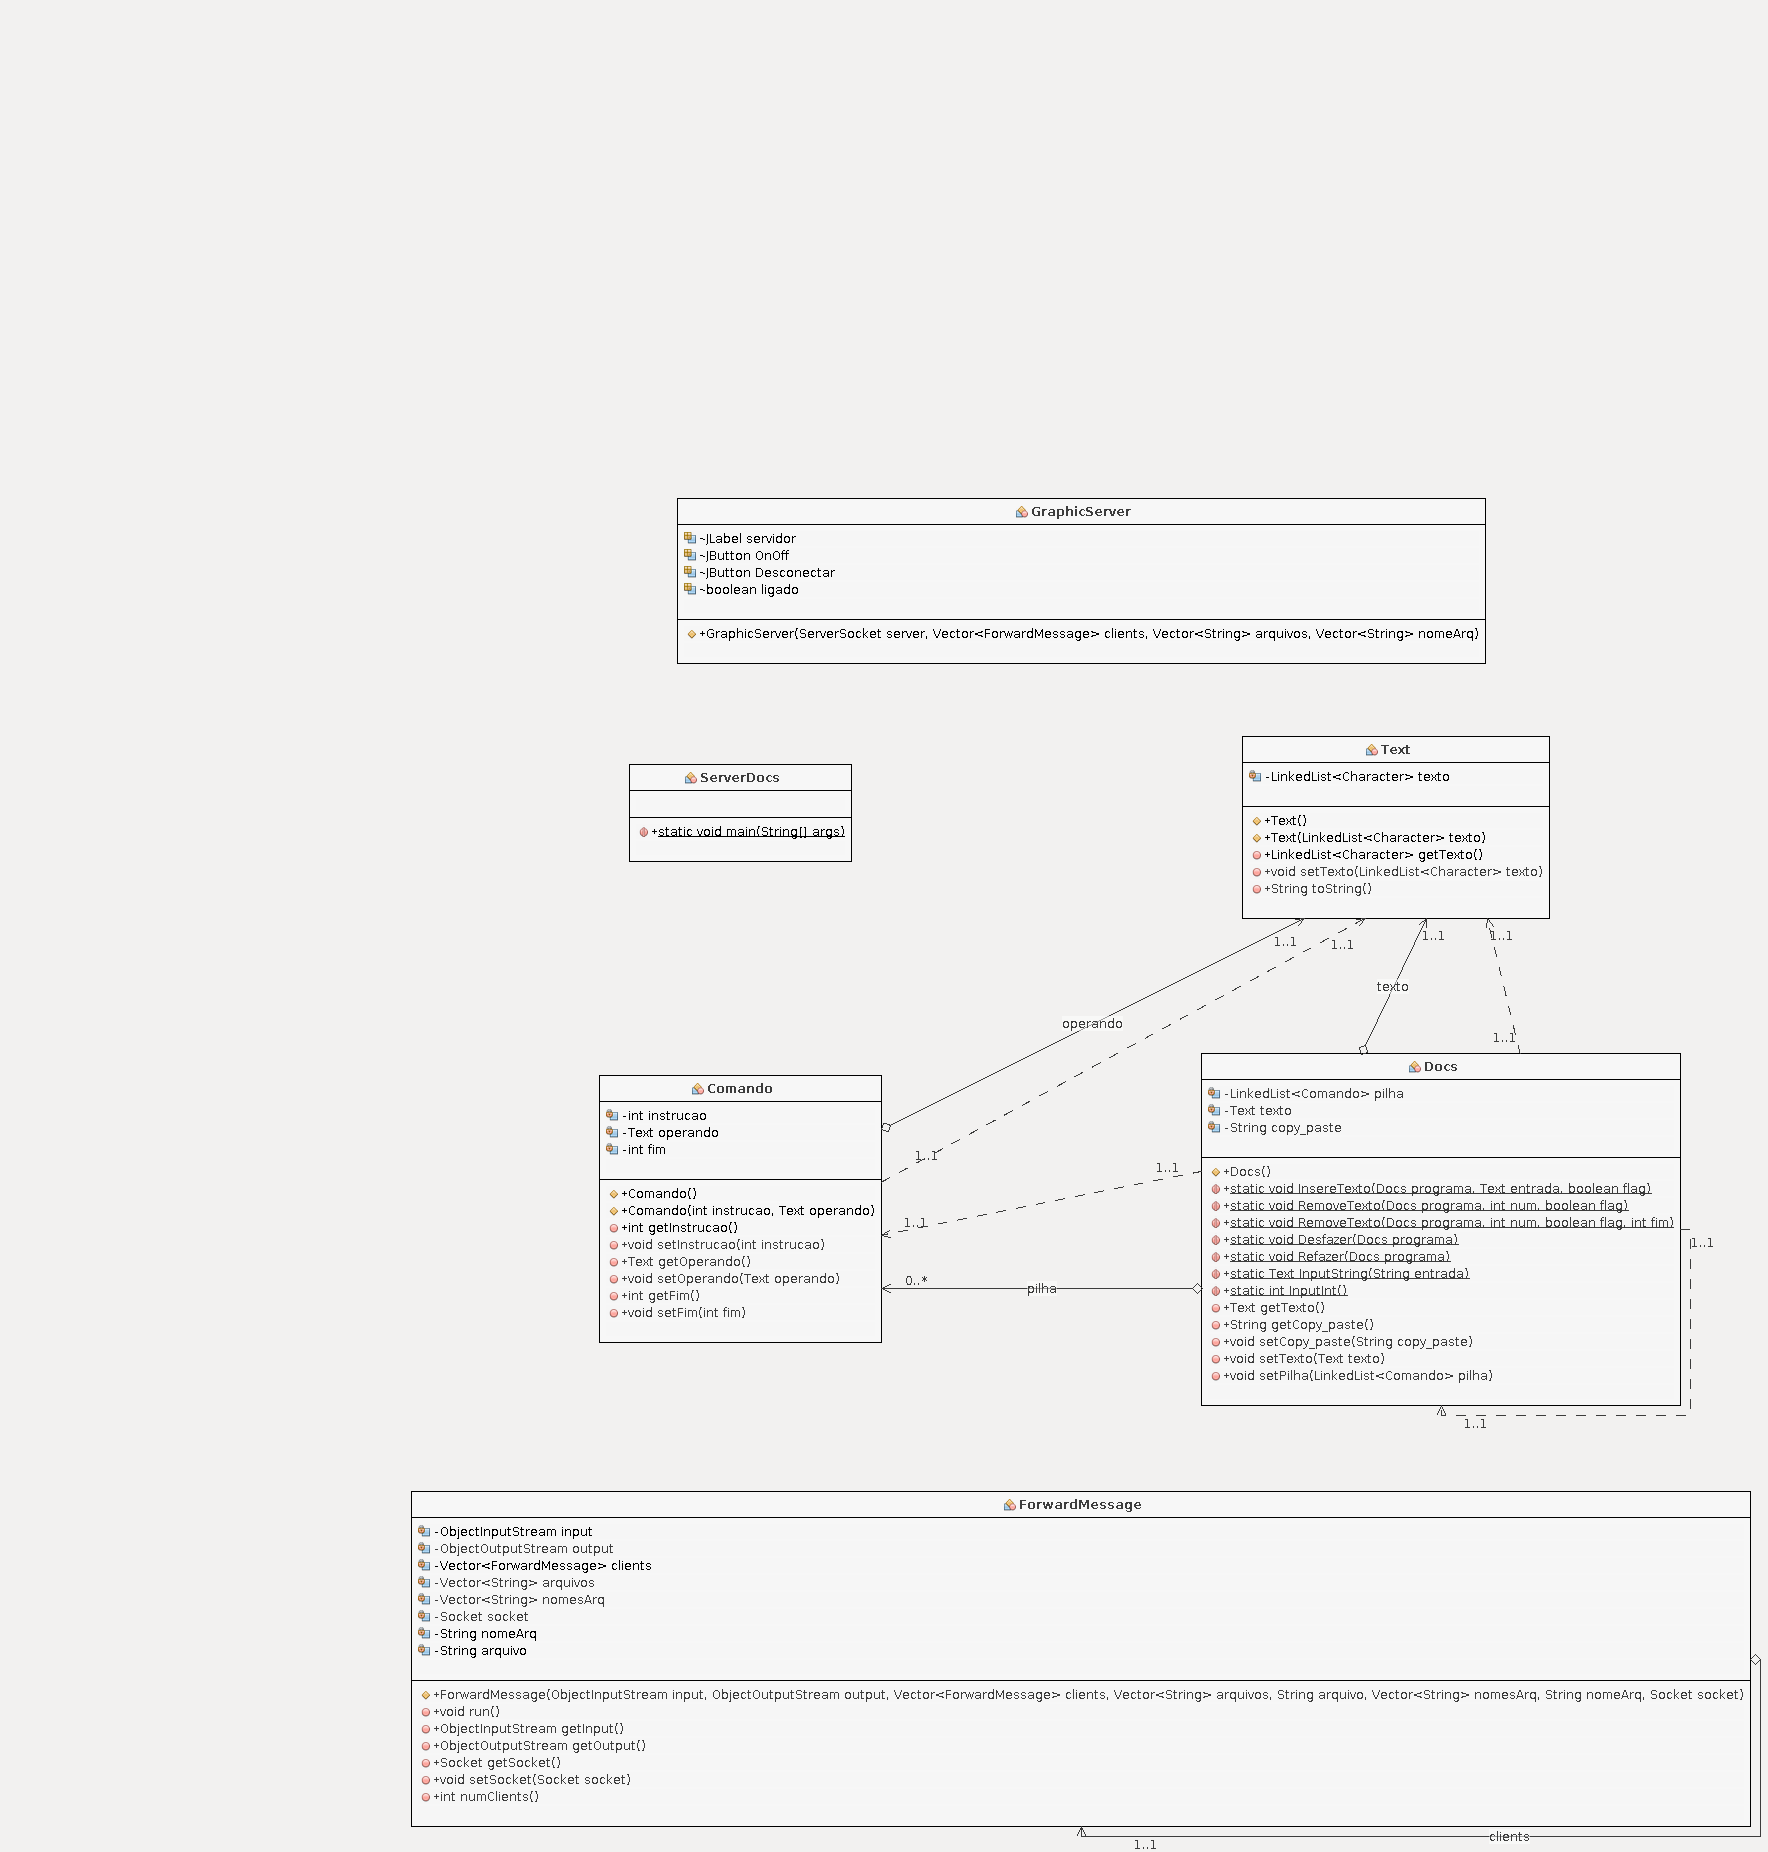 GraphicServer
~JLabel servidor
~JButton OnOff
~JButton Desconectar
~boolean ligado
+GraphicServer(ServerSocket server, Vector<ForwardMessage> clients, Vector<String> arquivos, Vector<String> nomeArq)
Text
-LinkedList<Character> texto
+Text()
+Text(LinkedList<Character> texto)
+LinkedList<Character> getTexto()
+void setTexto(LinkedList<Character> texto)
+String toString()
ServerDocs
+static void main(String[] args)
1..1
1..1
1..1
1..1
texto
operando
1..1
Comando
-int instrucao
-Text operando
-int fim
+Comando()
+Comando(int instrucao, Text operando)
+int getInstrucao()
+void setInstrucao(int instrucao)
+Text getOperando()
+void setOperando(Text operando)
+int getFim()
+void setFim(int fim)
1..1
1..1
1..1
0..*
pilha
Docs
-LinkedList<Comando> pilha
-Text texto
-String copy_paste
+Docs()
+static void InsereTexto(Docs programa, Text entrada, boolean flag)
+static void RemoveTexto(Docs programa, int num, boolean flag)
+static void RemoveTexto(Docs programa, int num, boolean flag, int fim)
+static void Desfazer(Docs programa)
+static void Refazer(Docs programa)
+static Text InputString(String entrada)
+static int InputInt()
+Text getTexto()
+String getCopy_paste()
+void setCopy_paste(String copy_paste)
+void setTexto(Text texto)
+void setPilha(LinkedList<Comando> pilha)
1..1
1..1
ForwardMessage
-ObjectInputStream input
-ObjectOutputStream output
-Vector<ForwardMessage> clients
-Vector<String> arquivos
-Vector<String> nomesArq
-Socket socket
-String nomeArq
-String arquivo
+ForwardMessage(ObjectInputStream input, ObjectOutputStream output, Vector<ForwardMessage> clients, Vector<String> arquivos, String arquivo, Vector<String> nomesArq, String nomeArq, Socket socket)
+void run()
+ObjectInputStream getInput()
+ObjectOutputStream getOutput()
+Socket getSocket()
+void setSocket(Socket socket)
+int numClients()
clients
1..1